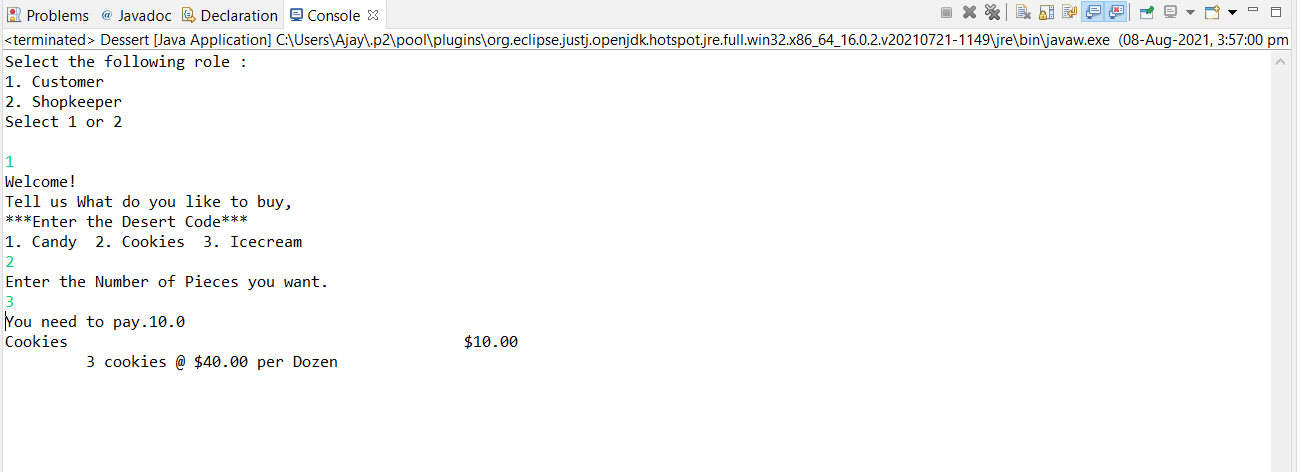 Problems @ Javadoc Declaration Console
<terminated> Dessert [Java Application] C:\Users\Ajay\.p2\pool\plugins\org.eclipse.justj.openjdk.hotspot.jre.full.win32.x86_64_16.0.2.v20210721-1149\jre\bin\javaw.exe (08-Aug-2021, 3:57:00 pm
Select the following role :
1. Customer
2. Shopkeeper
Select 1 or 2
1
Welcome!
Tell us What do you like to buy,
***Enter the Desert Code***
1. Candy  2. Cookies  3. Icecream
2
Enter the Number of Pieces you want.
3
You need to pay.10.0
Cookies                                            $10.00
         3 cookies @ $40.00 per Dozen